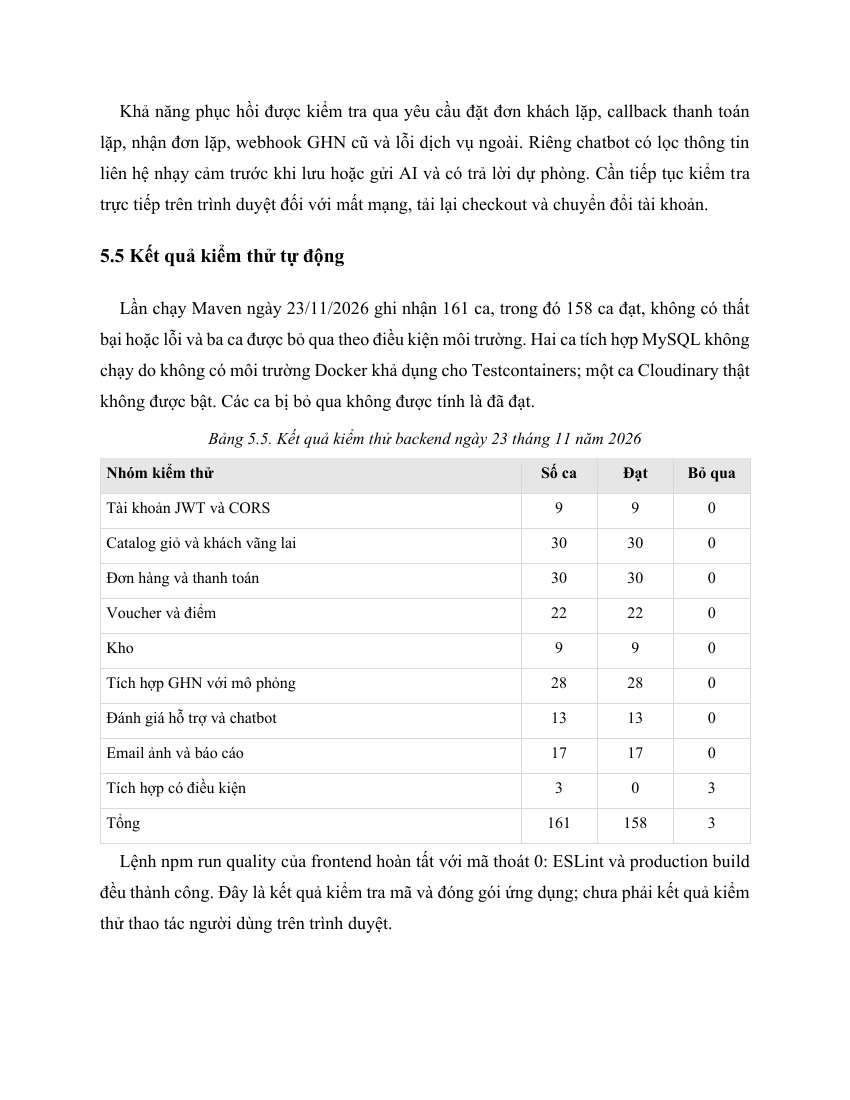 Khả năng phục hồi được kiểm tra qua yêu cầu đặt đơn khách lặp, callback thanh toán
lặp, nhận đơn lặp, webhook GHN cũ và lỗi dịch vụ ngoài. Riêng chatbot có lọc thông tin
liên hệ nhạy cảm trước khi lưu hoặc gửi AI và có trả lời dự phòng. Cần tiếp tục kiểm tra
trực tiếp trên trình duyệt đối với mất mạng, tải lại checkout và chuyển đổi tài khoản.
5.5 Kết quả kiểm thử tự động
Lần chạy Maven ngày 23/11/2026 ghi nhận 161 ca, trong đó 158 ca đạt, không có thất
bại hoặc lỗi và ba ca được bỏ qua theo điều kiện môi trường. Hai ca tích hợp MySQL không
chạy do không có môi trường Docker khả dụng cho Testcontainers; một ca Cloudinary thật
không được bật. Các ca bị bỏ qua không được tính là đã đạt.
Bảng 5.5. Kết quả kiểm thử backend ngày 23 tháng 11 năm 2026
Nhóm kiểm thử Số ca Đạt Bỏ qua
Tài khoản JWT và CORS 9 9 0
Catalog giỏ và khách vãng lai 30 30 0
Đơn hàng và thanh toán 30 30 0
Voucher và điểm 22 22 0
Kho 9 9 0
Tích hợp GHN với mô phỏng 28 28 0
Đánh giá hỗ trợ và chatbot 13 13 0
Email ảnh và báo cáo 17 17 0
Tích hợp có điều kiện 3 0 3
Tổng 161 158 3
Lệnh npm run quality của frontend hoàn tất với mã thoát 0: ESLint và production build
đều thành công. Đây là kết quả kiểm tra mã và đóng gói ứng dụng; chưa phải kết quả kiểm
thử thao tác người dùng trên trình duyệt.